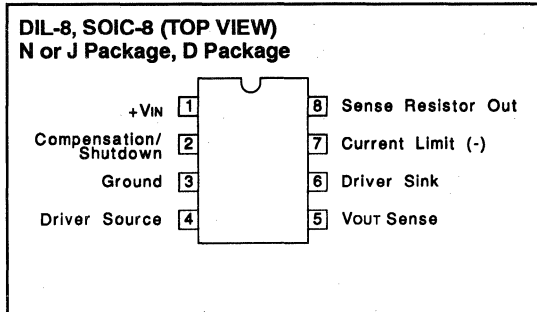 DIL-8, SOIC-8 (TOP VIEW)
N or J Package, D Package
+VIN 1
8 Sense Resistor Out
Compensation/
Shutdown 2
7 Current Limit (-)
Ground 3
6 Driver Sink
Driver Source 4
5 VOUT Sense